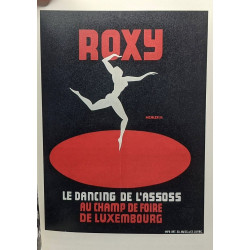 ROXY
LE DANCING DE L'ASSOSS
AU CHAMP DE FOIRE
DE LUXEMBOURG